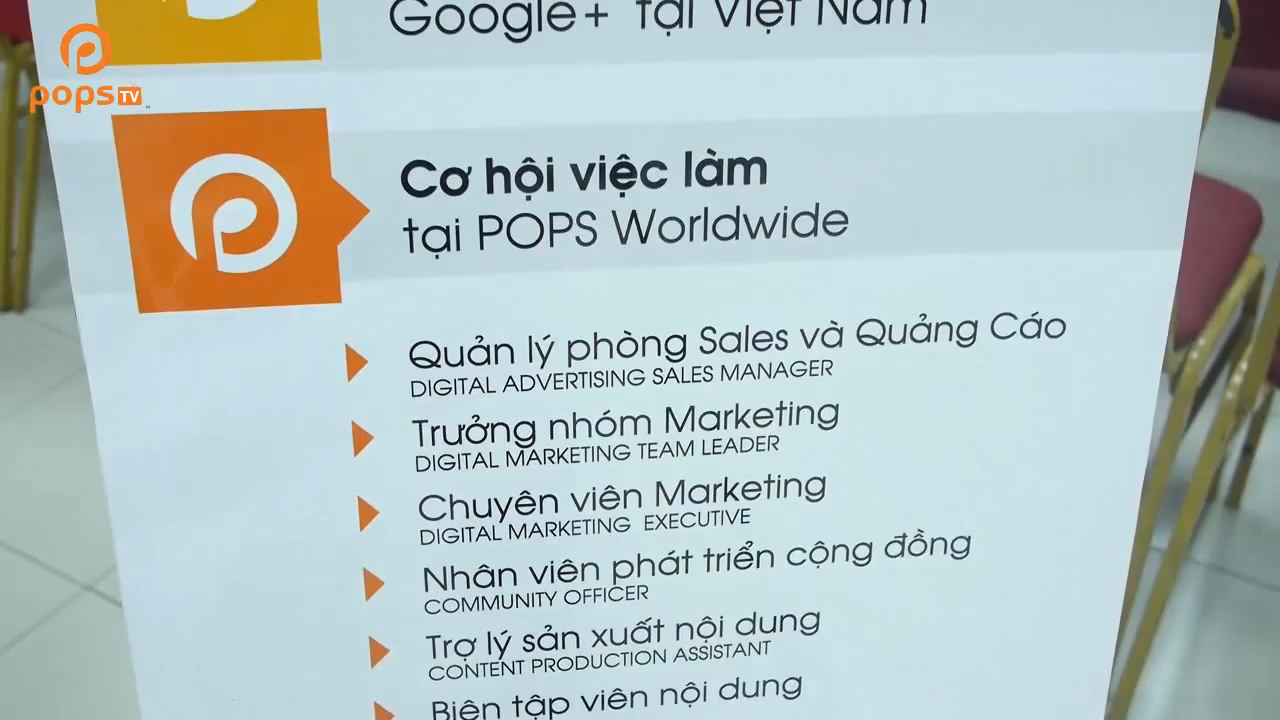 Google+ tại Việt Nam
pops TV
Cơ hội việc làm
tại POPS Worldwide
Quản lý phòng Sales và Quảng Cáo
DIGITAL ADVERTISING SALES MANAGER
Trưởng nhóm Marketing
DIGITAL MARKETING TEAM LEADER
Chuyên viên Marketing
DIGITAL MARKETING EXECUTIVE
Nhân viên phát triển cộng đồng
COMMUNITY OFFICER
Trợ lý sản xuất nội dung
CONTENT PRODUCTION ASSISTANT
Biên tập viên nội dung